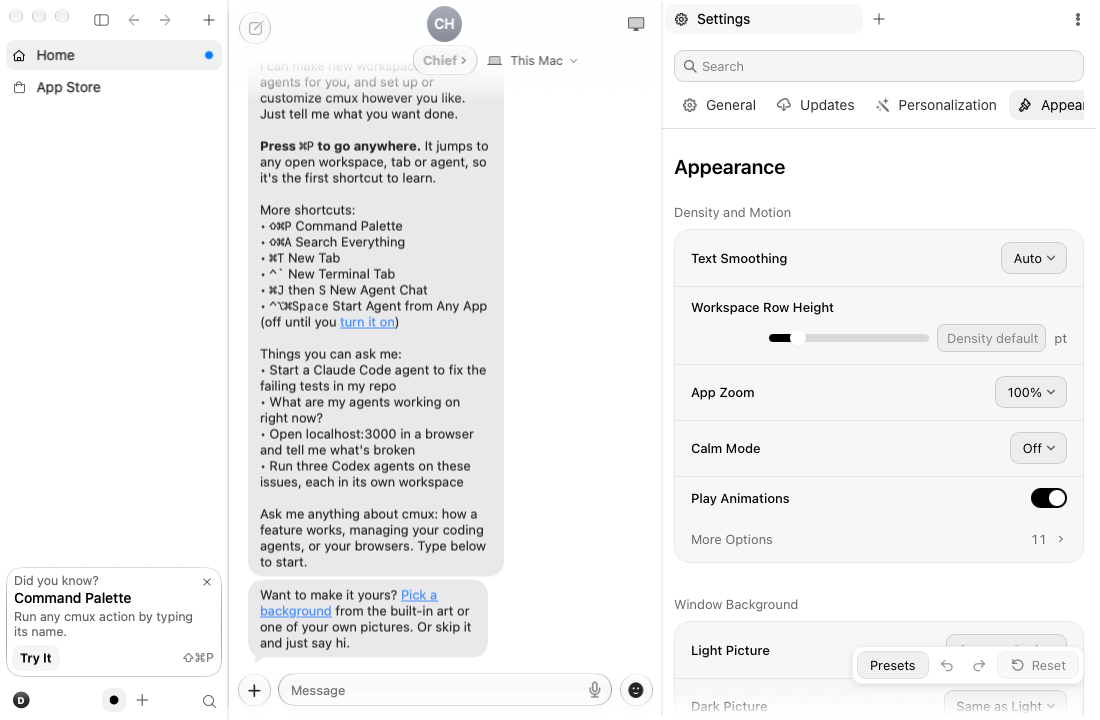 Home
App Store
Did you know?
Command Palette
Run any cmux action by typing
its name.
Try It
⇧⌘P
D
CH
Chief ›
This Mac
I can make new workspac
agents for you, and set up or
customize cmux however you like.
Just tell me what you want done.
Press ⌘P to go anywhere. It jumps to
any open workspace, tab or agent, so
it's the first shortcut to learn.
More shortcuts:
• ⇧⌘P Command Palette
• ⇧⌘A Search Everything
• ⌘T New Tab
• ^` New Terminal Tab
• ⌘J then S New Agent Chat
• ^⌥⌘Space Start Agent from Any App
(off until you turn it on)
Things you can ask me:
• Start a Claude Code agent to fix the
failing tests in my repo
• What are my agents working on
right now?
• Open localhost:3000 in a browser
and tell me what's broken
• Run three Codex agents on these
issues, each in its own workspace
Ask me anything about cmux: how a
feature works, managing your coding
agents, or your browsers. Type below
to start.
Want to make it yours? Pick a
background from the built-in art or
one of your own pictures. Or skip it
and just say hi.
Message
Settings
Search
General
Updates
Personalization
Appear
Appearance
Density and Motion
Text Smoothing
Auto
Workspace Row Height
Density default
pt
App Zoom
100%
Calm Mode
Off
Play Animations
More Options
11
Window Background
Light Picture
Presets
Reset
Dark Picture
Same as Light